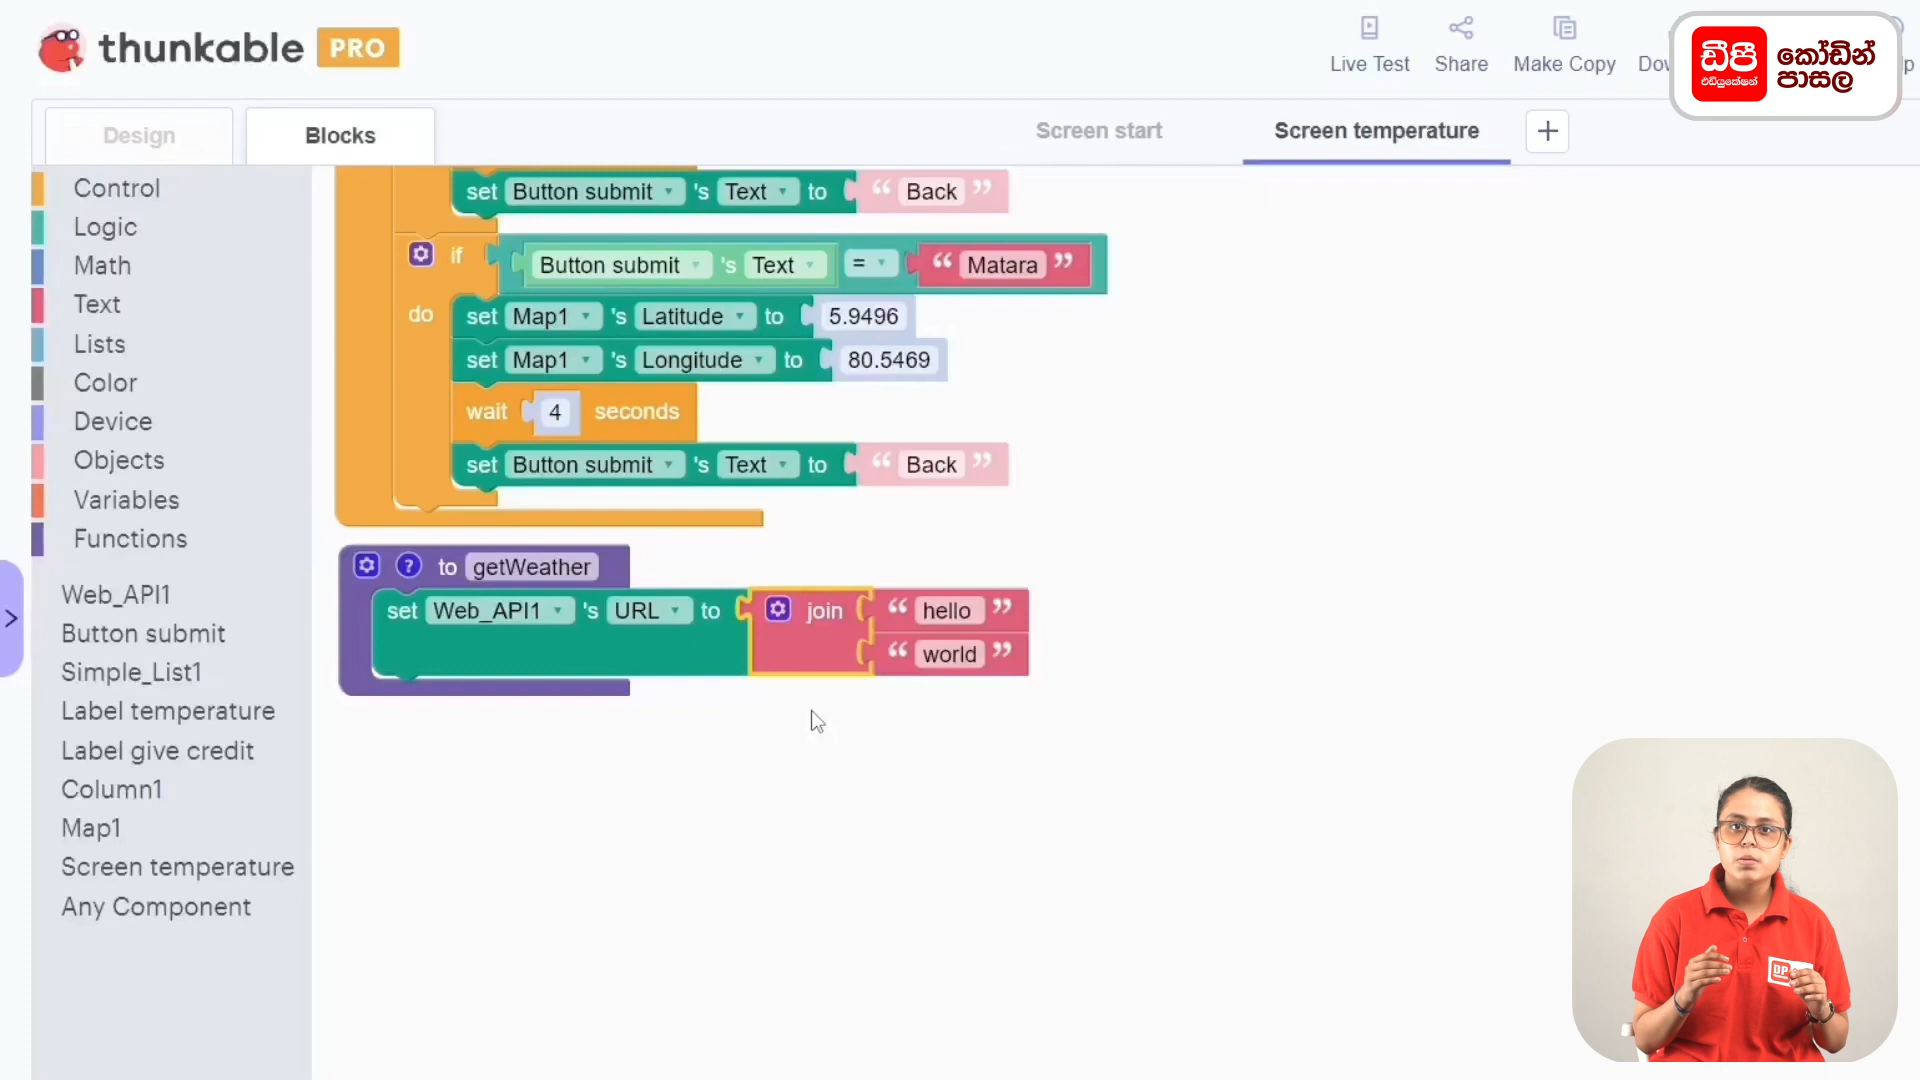 thunkable PRO
Live Test
Share
Make Copy
Dow
p
ඩීපී
එඩියුකේෂන්
කෝඩින්
පාසල
Design
Blocks
Screen start
Screen temperature
+
Control
Logic
Math
Text
Lists
Color
Device
Objects
Variables
Functions
Web_API1
Button submit
Simple_List1
Label temperature
Label give credit
Column1
Map1
Screen temperature
Any Component
set Button submit 's Text to “ Back ”
if Button submit 's Text = “ Matara ”
do set Map1 's Latitude to 5.9496
set Map1 's Longitude to 80.5469
wait 4 seconds
set Button submit 's Text to “ Back ”
? to getWeather
set Web_API1 's URL to join “ hello ”
“ world ”
DP